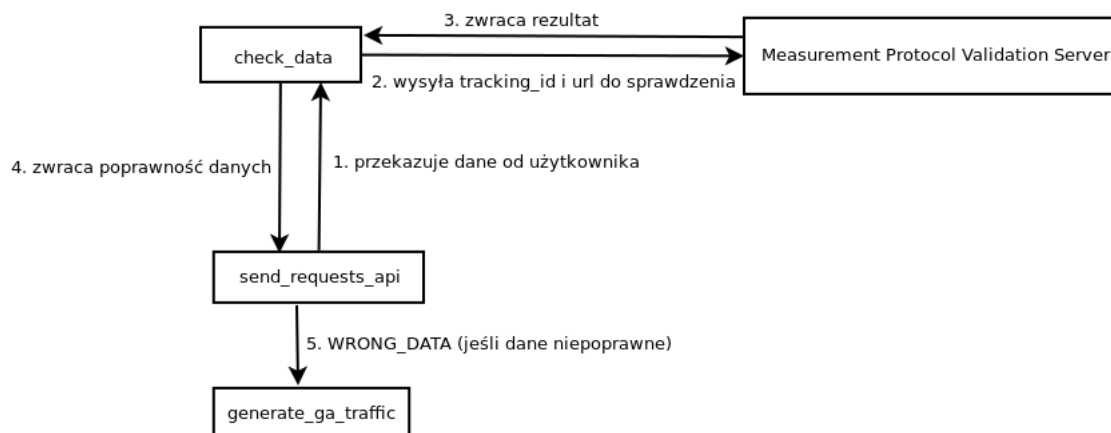 3. zwraca rezultat
check_data
Measurement Protocol Validation Server
2. wysyła tracking_id i url do sprawdzenia
4. zwraca poprawność danych
1. przekazuje dane od użytkownika
send_requests_api
5. WRONG_DATA (jeśli dane niepoprawne)
generate_ga_traffic